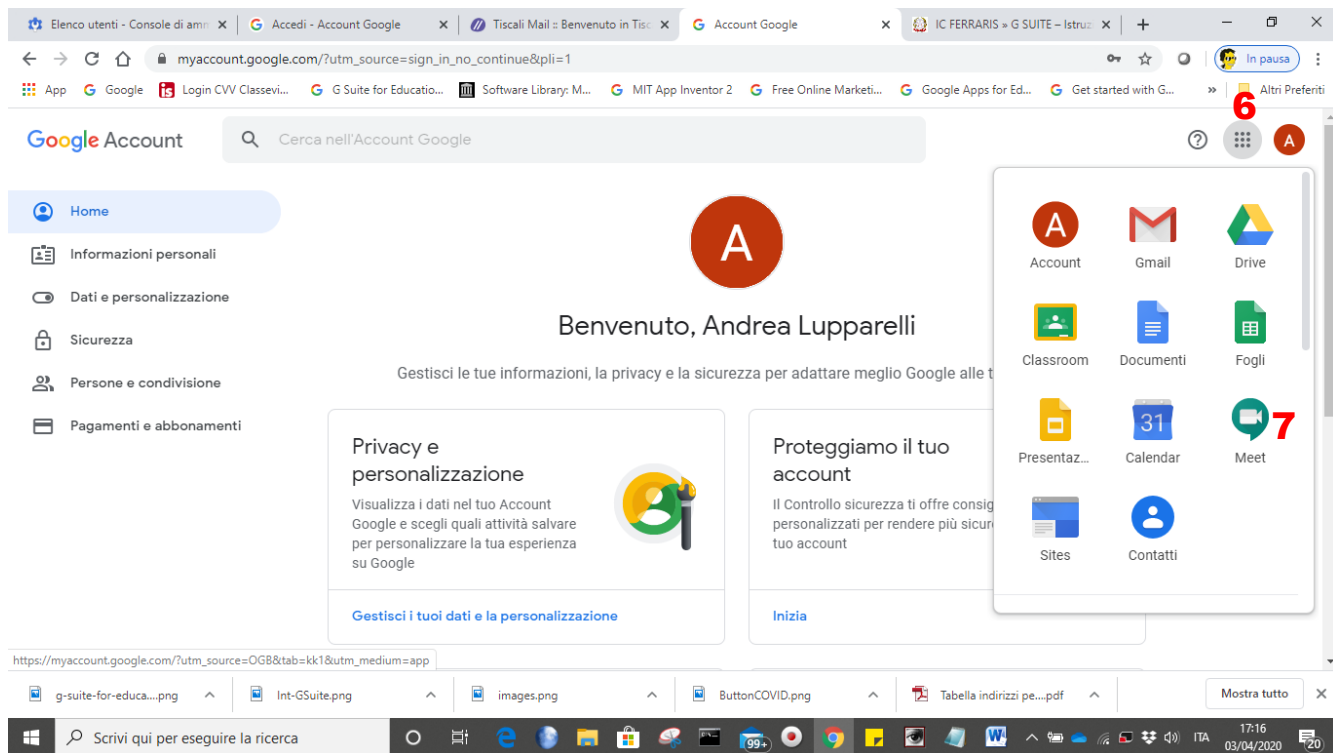 Elenco utenti - Console di amm
Accedi - Account Google
Tiscali Mail :: Benvenuto in Tisc
Account Google
IC FERRARIS » G SUITE – Istruz
myaccount.google.com/?utm_source=sign_in_no_continue&pli=1
In pausa
App
Google
Login CVV Classevi...
G Suite for Educatio...
Software Library: M...
MIT App Inventor 2
Free Online Marketi...
Google Apps for Ed...
Get started with G...
»
Altri Preferiti
6
Google Account
Cerca nell'Account Google
A
Home
Informazioni personali
Dati e personalizzazione
Sicurezza
Persone e condivisione
Pagamenti e abbonamenti
A
Benvenuto, Andrea Lupparelli
Gestisci le tue informazioni, la privacy e la sicurezza per adattare meglio Google alle t
Privacy e
personalizzazione
Visualizza i dati nel tuo Account
Google e scegli quali attività salvare
per personalizzare la tua esperienza
su Google
Gestisci i tuoi dati e la personalizzazione
Proteggiamo il tuo
account
Il Controllo sicurezza ti offre consig
personalizzati per rendere più sicur
tuo account
Inizia
A
Account
Gmail
Drive
Classroom
Documenti
Fogli
Presentaz...
31
Calendar
7
Meet
Sites
Contatti
https://myaccount.google.com/?utm_source=OGB&tab=kk1&utm_medium=app
g-suite-for-educa....png
Int-GSuite.png
images.png
ButtonCOVID.png
Tabella indirizzi pe....pdf
Mostra tutto
Scrivi qui per eseguire la ricerca
99+
ITA
17:16
03/04/2020
20